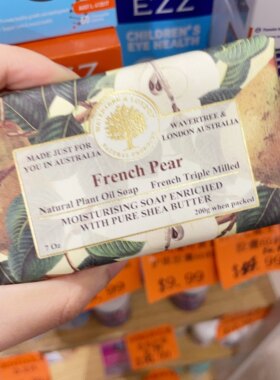 EZZ
CHILDREN'S
EYE HEALTH
MADE JUST FOR
YOU IN AUSTRALIA
WAVERTREE &
LONDON AUSTRALIA
French Pear
Natural Plant Oil Soap French Triple Milled
MOISTURISING SOAP ENRICHED
WITH PURE SHEA BUTTER
7 Oz
200g when packed
$9.99